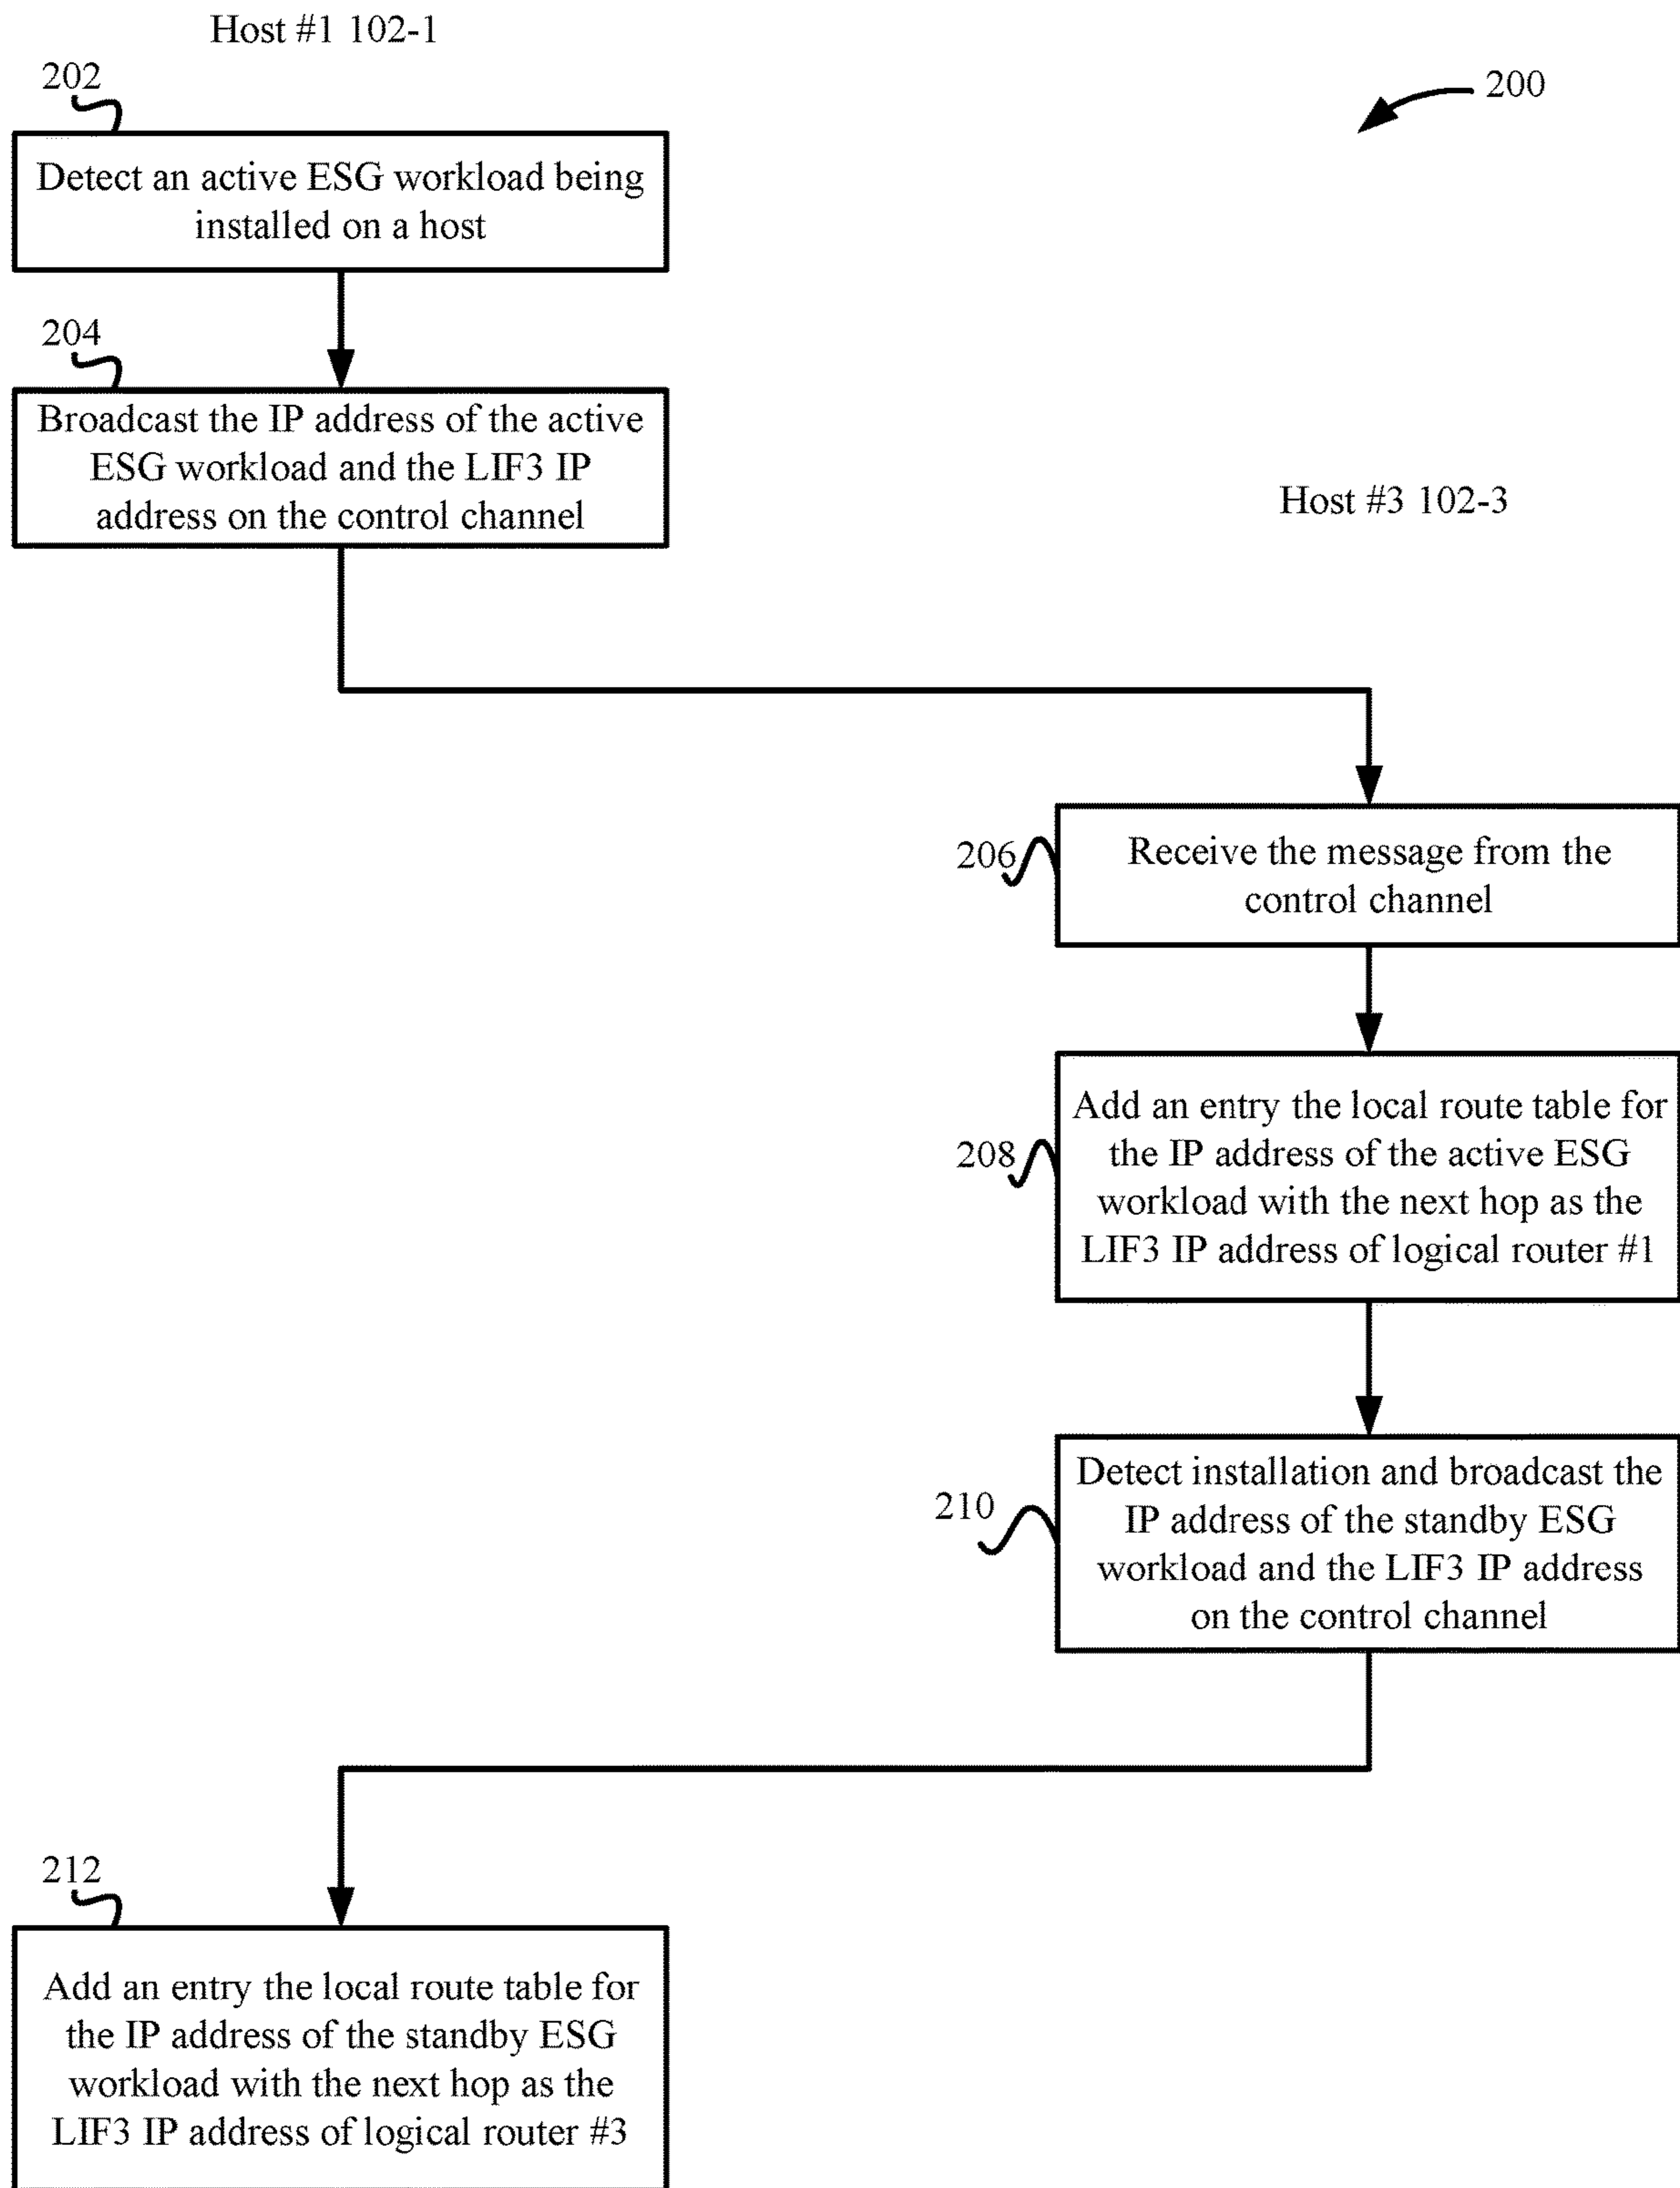 Host #1 102-1
200
202
Detect an active ESG workload being
installed on a host
204
Broadcast the IP address of the active
ESG workload and the LIF3 IP
address on the control channel
Host #3 102-3
206
Receive the message from the
control channel
208
Add an entry the local route table for
the IP address of the active ESG
workload with the next hop as the
LIF3 IP address of logical router #1
210
Detect installation and broadcast the
IP address of the standby ESG
workload and the LIF3 IP address
on the control channel
212
Add an entry the local route table for
the IP address of the standby ESG
workload with the next hop as the
LIF3 IP address of logical router #3